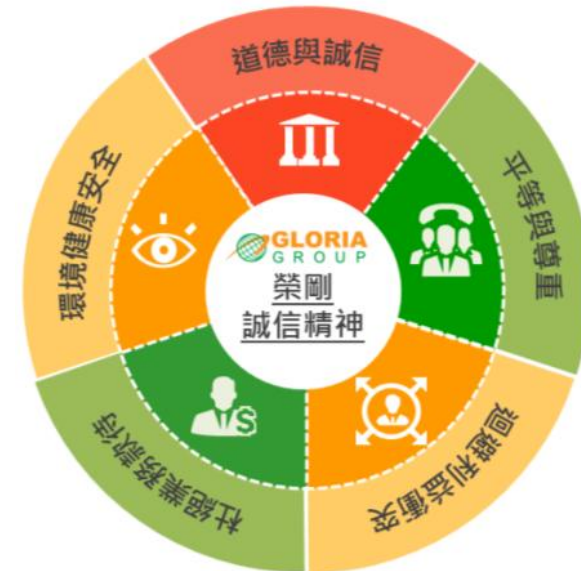 道德與誠信
平等與尊重
迴避利益衝突
杜絕業務款待
環境健康安全
GLORIA
GROUP
榮剛
誠信精神
$